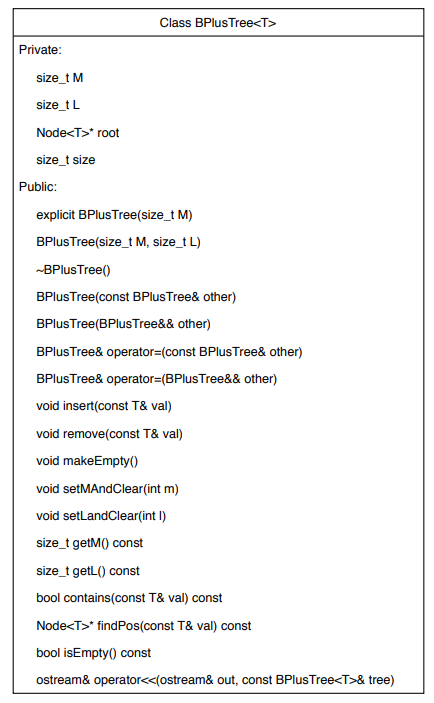 Class BPlusTree<T>
Private:
size_t M
size_t L
Node<T>* root
size_t size
Public:
explicit BPlusTree(size_t M)
BPlusTree(size_t M, size_t L)
~BPlusTree()
BPlusTree(const BPlusTree& other)
BPlusTree(BPlusTree&& other)
BPlusTree& operator=(const BPlusTree& other)
BPlusTree& operator=(BPlusTree&& other)
void insert(const T& val)
void remove(const T& val)
void makeEmpty()
void setMAndClear(int m)
void setLandClear(int l)
size_t getM() const
size_t getL() const
bool contains(const T& val) const
Node<T>* findPos(const T& val) const
bool isEmpty() const
ostream& operator<<(ostream& out, const BPlusTree<T>& tree)